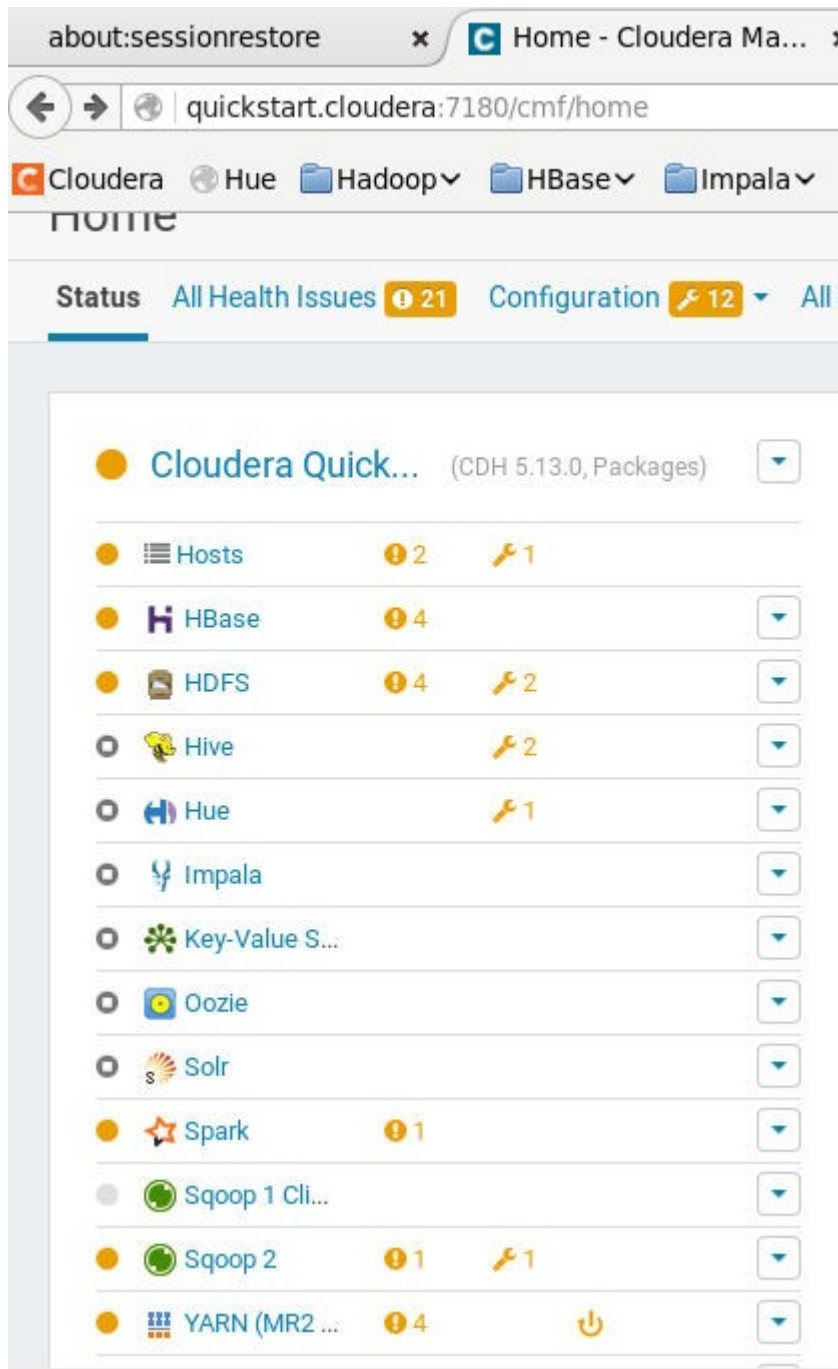 about:sessionrestore
Home - Cloudera Ma...
quickstart.cloudera:7180/cmf/home
Cloudera Hue Hadoop HBase Impala
Home
Status All Health Issues 21 Configuration 12 All
Cloudera Quick... (CDH 5.13.0, Packages)
Hosts 2 1
HBase 4
HDFS 4 2
Hive 2
Hue 1
Impala
Key-Value S...
Oozie
Solr
Spark 1
Sqoop 1 Cli...
Sqoop 2 1 1
YARN (MR2 ... 4